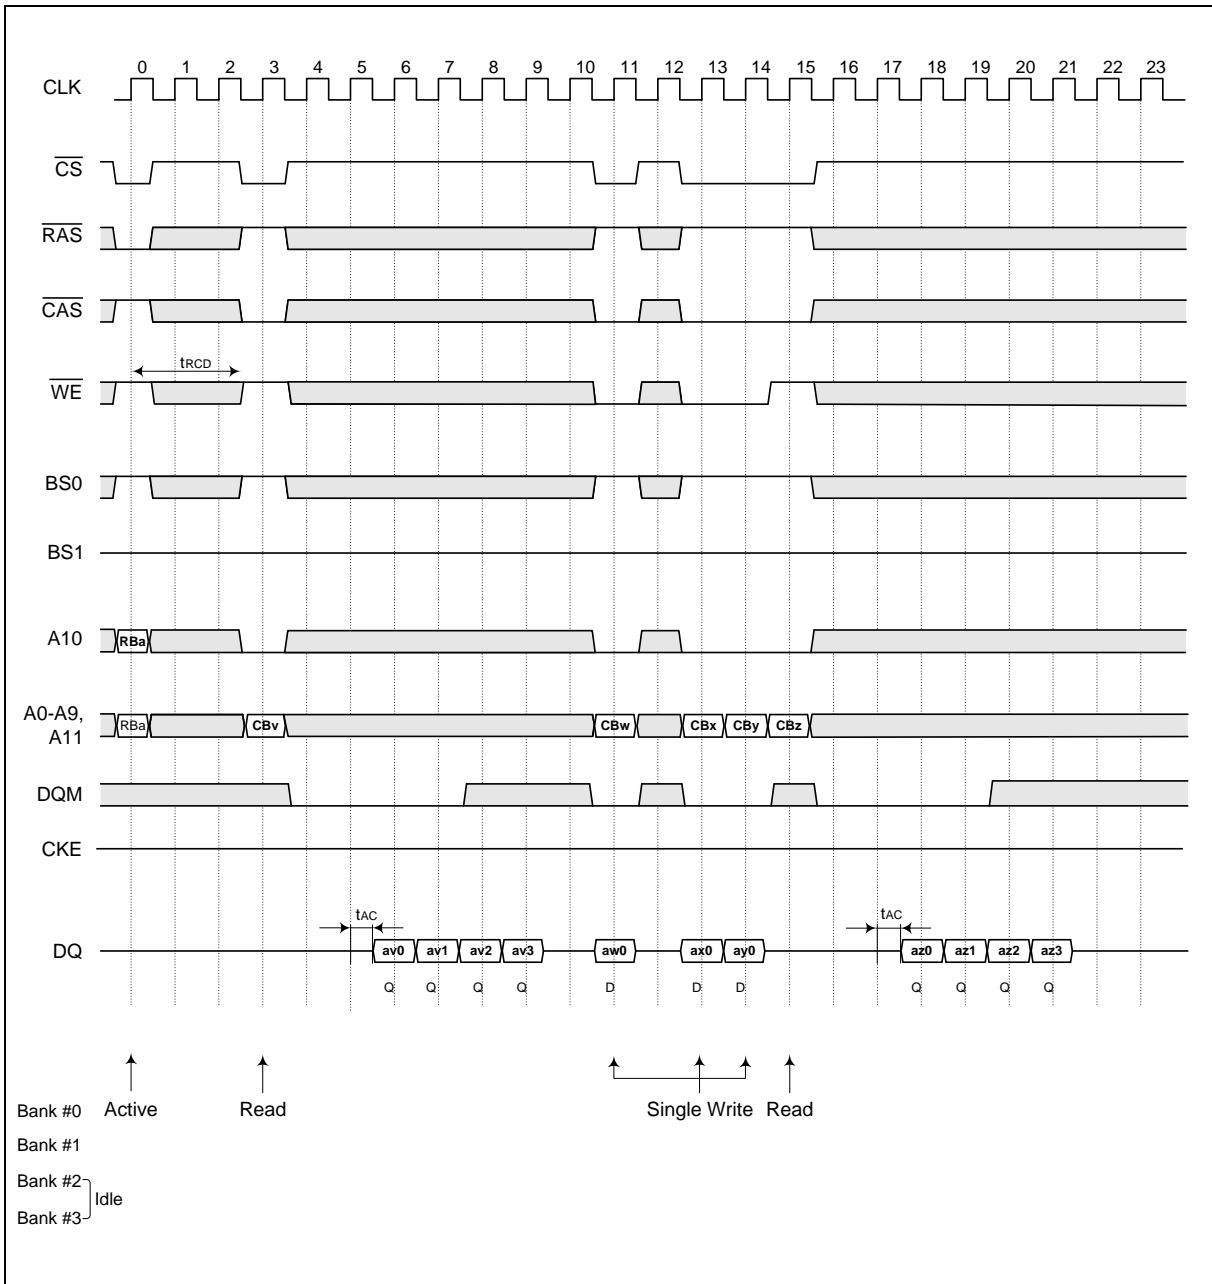 0 1 2 3 4 5 6 7 8 9 10 11 12 13 14 15 16 17 18 19 20 21 22 23
CLK
CS
RAS
CAS
tRCD
WE
BS0
BS1
A10 RBa
A0-A9, A11 RBa CBv CBw CBx CBy CBz
DQM
CKE
tAC tAC
DQ av0 av1 av2 av3 aw0 ax0 ay0 az0 az1 az2 az3
Q Q Q Q D D D Q Q Q Q
Bank #0 Active Read Single Write Read
Bank #1
Bank #2
Idle
Bank #3